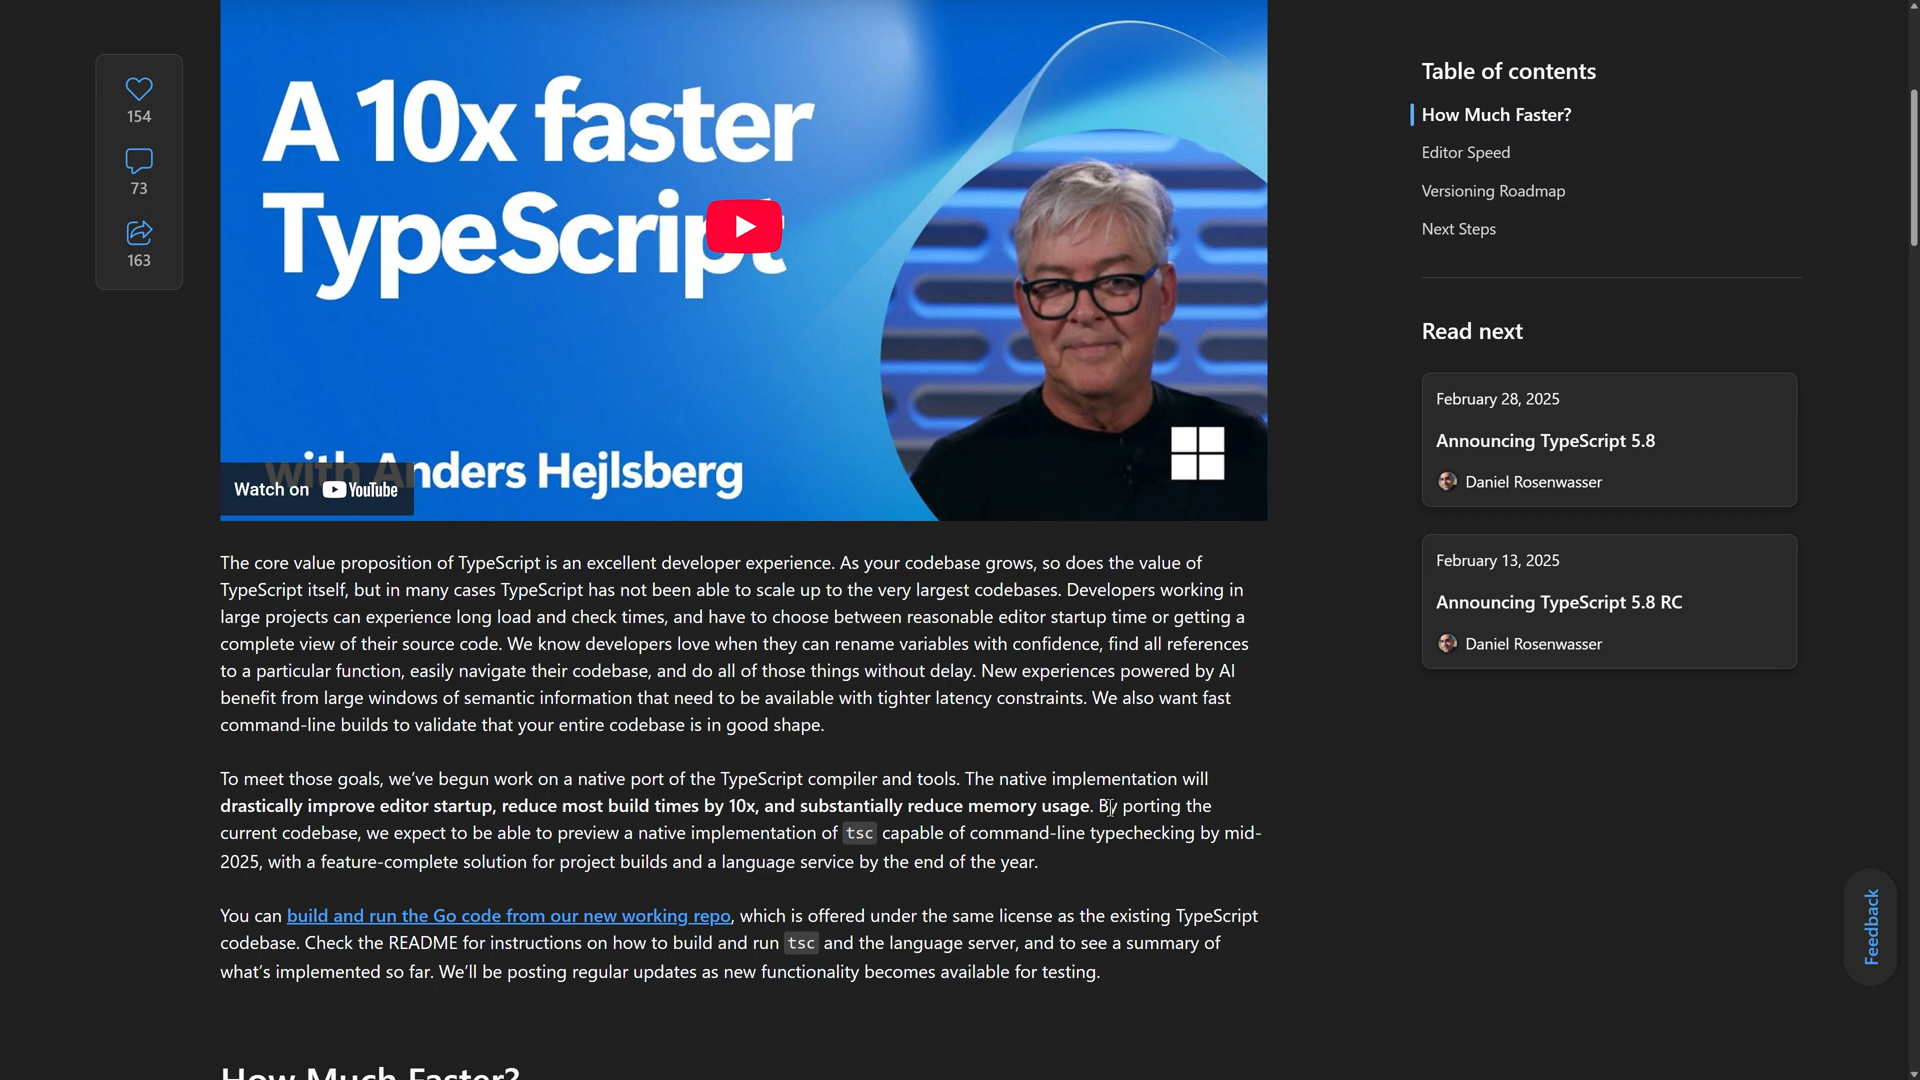 A 10x faster
TypeScript
with Anders Hejlsberg
Watch on YouTube
154
73
163
The core value proposition of TypeScript is an excellent developer experience. As your codebase grows, so does the value of
TypeScript itself, but in many cases TypeScript has not been able to scale up to the very largest codebases. Developers working in
large projects can experience long load and check times, and have to choose between reasonable editor startup time or getting a
complete view of their source code. We know developers love when they can rename variables with confidence, find all references
to a particular function, easily navigate their codebase, and do all of those things without delay. New experiences powered by AI
benefit from large windows of semantic information that need to be available with tighter latency constraints. We also want fast
command-line builds to validate that your entire codebase is in good shape.
To meet those goals, we've begun work on a native port of the TypeScript compiler and tools. The native implementation will
drastically improve editor startup, reduce most build times by 10x, and substantially reduce memory usage. By porting the
current codebase, we expect to be able to preview a native implementation of tsc capable of command-line typechecking by mid-
2025, with a feature-complete solution for project builds and a language service by the end of the year.
You can build and run the Go code from our new working repo, which is offered under the same license as the existing TypeScript
codebase. Check the README for instructions on how to build and run tsc and the language server, and to see a summary of
what's implemented so far. We'll be posting regular updates as new functionality becomes available for testing.
How Much Faster?
Table of contents
How Much Faster?
Editor Speed
Versioning Roadmap
Next Steps
Read next
February 28, 2025
Announcing TypeScript 5.8
Daniel Rosenwasser
February 13, 2025
Announcing TypeScript 5.8 RC
Daniel Rosenwasser
Feedback